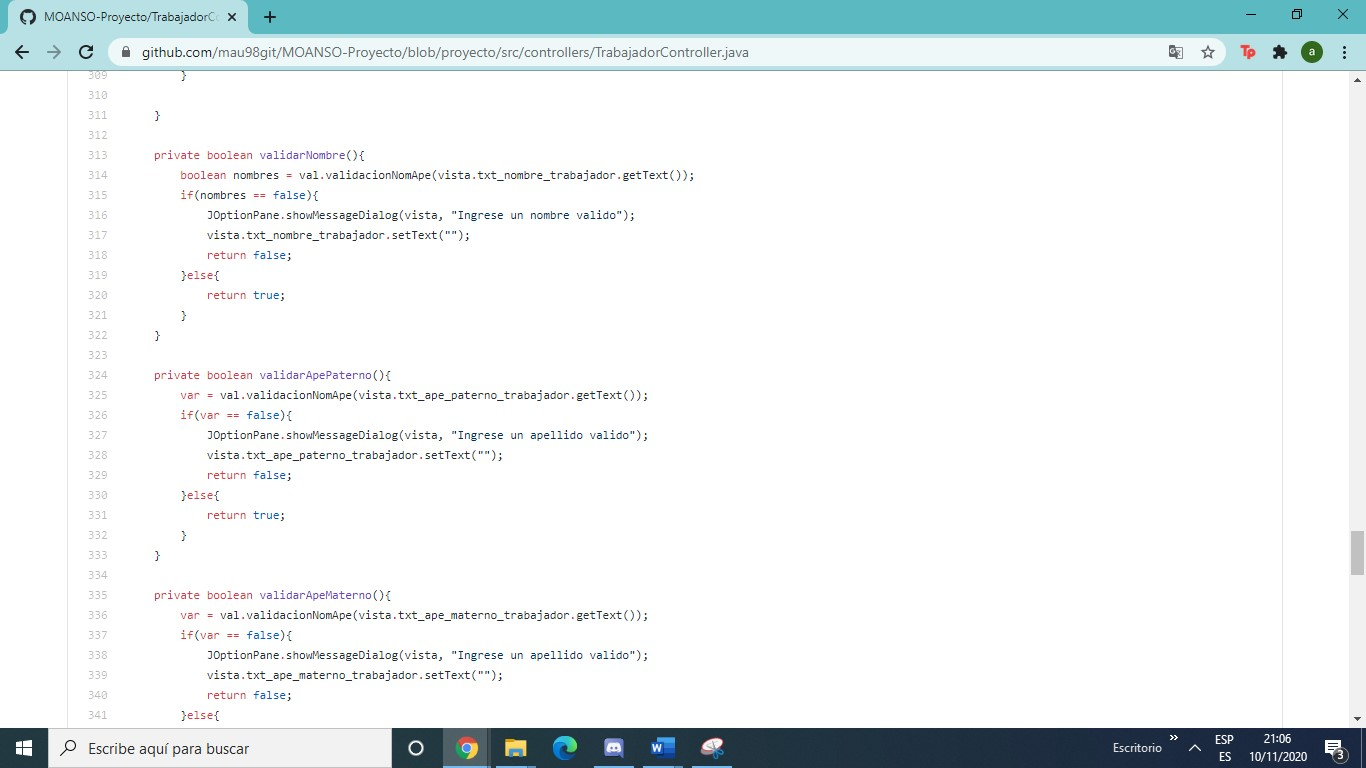 MOANSO-Proyecto/TrabajadorCo
github.com/mau98git/MOANSO-Proyecto/blob/proyecto/src/controllers/TrabajadorController.java
Tp
a
309 }
310
311 }
312
313 private boolean validarNombre(){
314 boolean nombres = val.validacionNomApe(vista.txt_nombre_trabajador.getText());
315 if(nombres == false){
316 JOptionPane.showMessageDialog(vista, "Ingrese un nombre valido");
317 vista.txt_nombre_trabajador.setText("");
318 return false;
319 }else{
320 return true;
321 }
322 }
323
324 private boolean validarApePaterno(){
325 var = val.validacionNomApe(vista.txt_ape_paterno_trabajador.getText());
326 if(var == false){
327 JOptionPane.showMessageDialog(vista, "Ingrese un apellido valido");
328 vista.txt_ape_paterno_trabajador.setText("");
329 return false;
330 }else{
331 return true;
332 }
333 }
334
335 private boolean validarApeMaterno(){
336 var = val.validacionNomApe(vista.txt_ape_materno_trabajador.getText());
337 if(var == false){
338 JOptionPane.showMessageDialog(vista, "Ingrese un apellido valido");
339 vista.txt_ape_materno_trabajador.setText("");
340 return false;
341 }else{
Escribe aquí para buscar
Escritorio
ESP
ES
21:06
10/11/2020
3